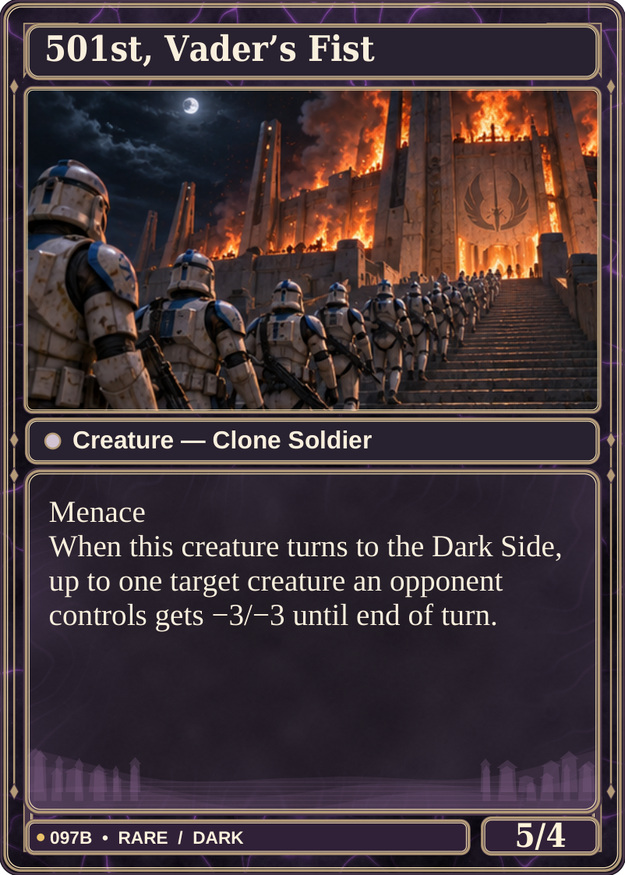 501st, Vader’s Fist
Creature — Clone Soldier
Menace
When this creature turns to the Dark Side,
up to one target creature an opponent
controls gets −3/−3 until end of turn.
097B • RARE / DARK
5/4